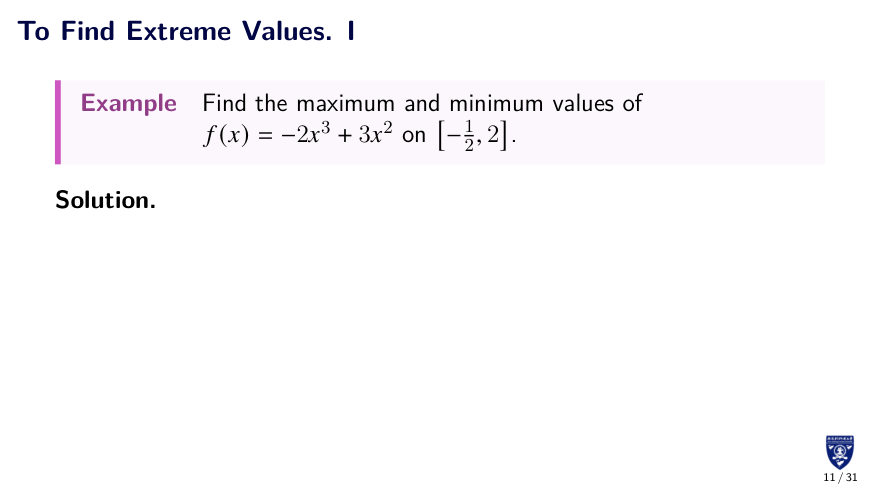 To Find Extreme Values. I
Example Find the maximum and minimum values of
f(x) = −2x³ + 3x² on [−1/2, 2].
Solution.
11 / 31